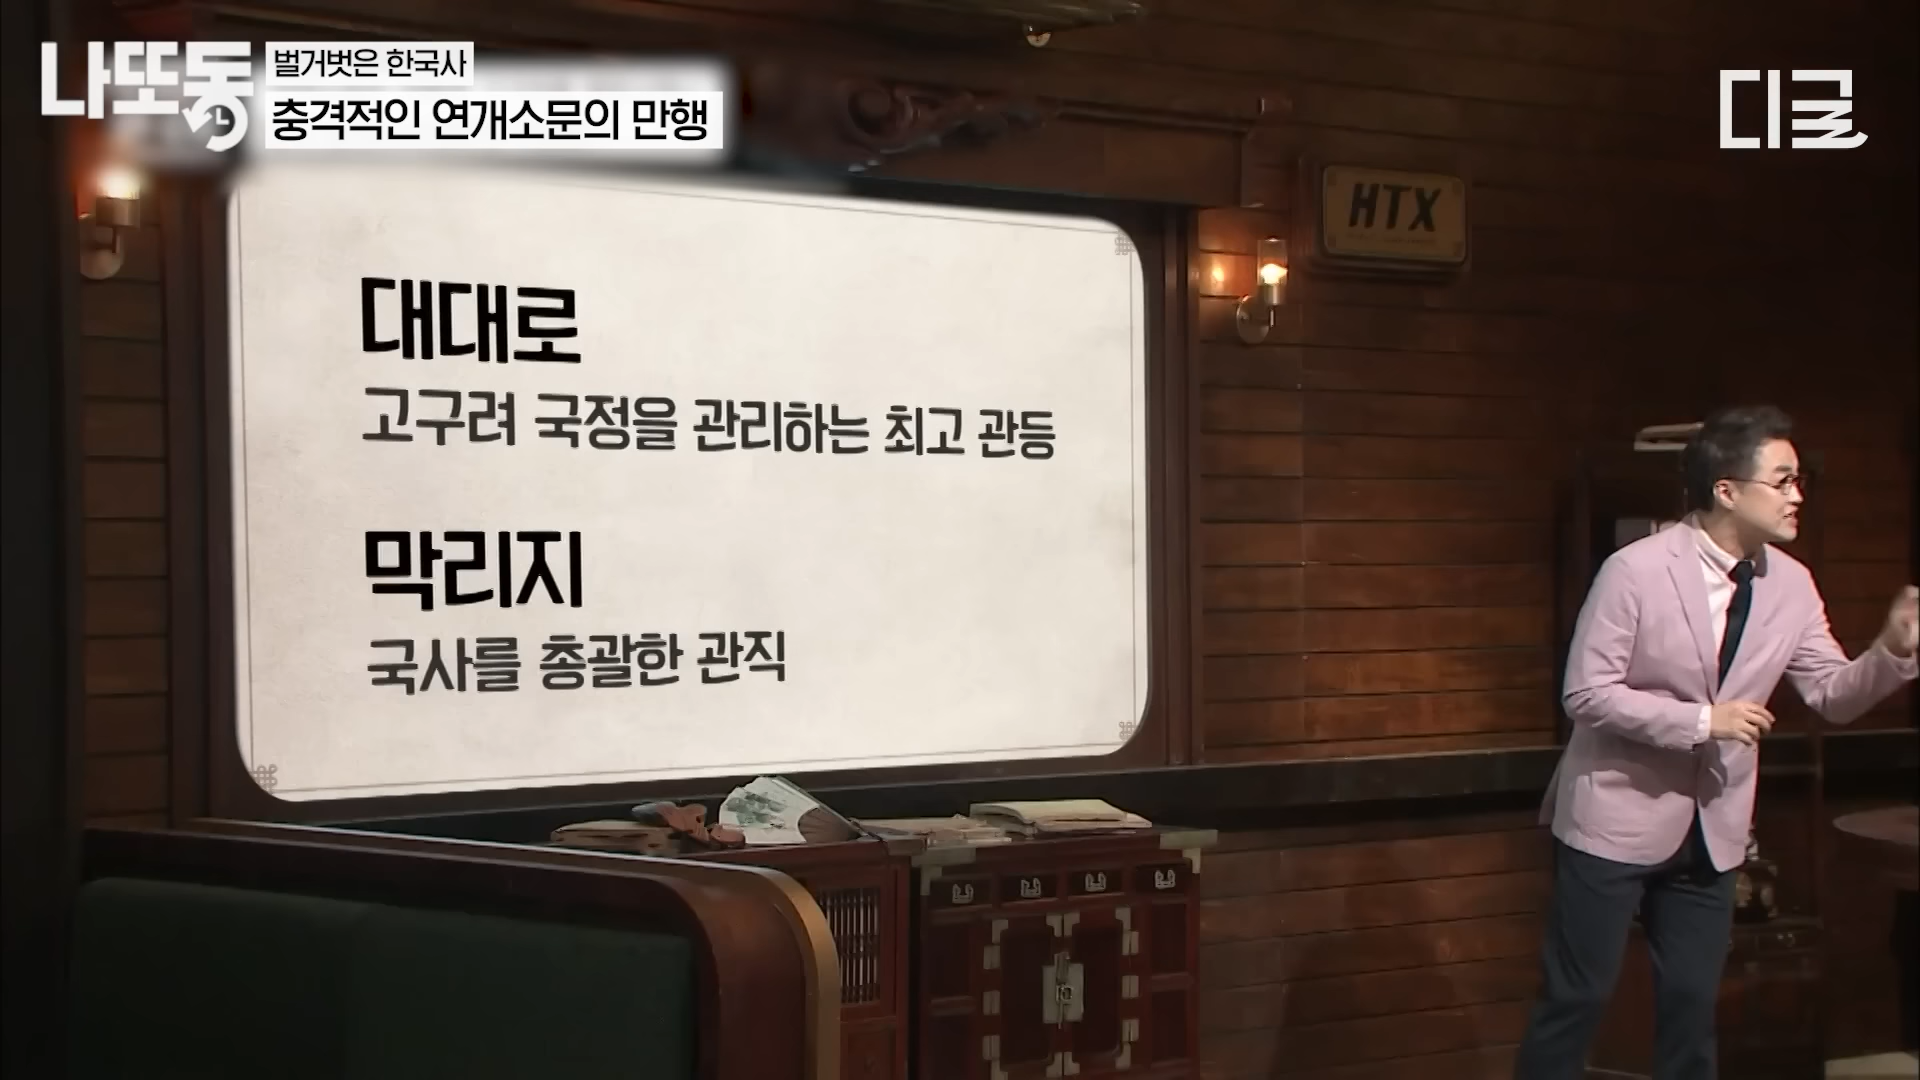 나또동
벌거벗은 한국사
충격적인 연개소문의 만행
디글
HTX
대대로
고구려 국정을 관리하는 최고 관등
막리지
국사를 총괄한 관직